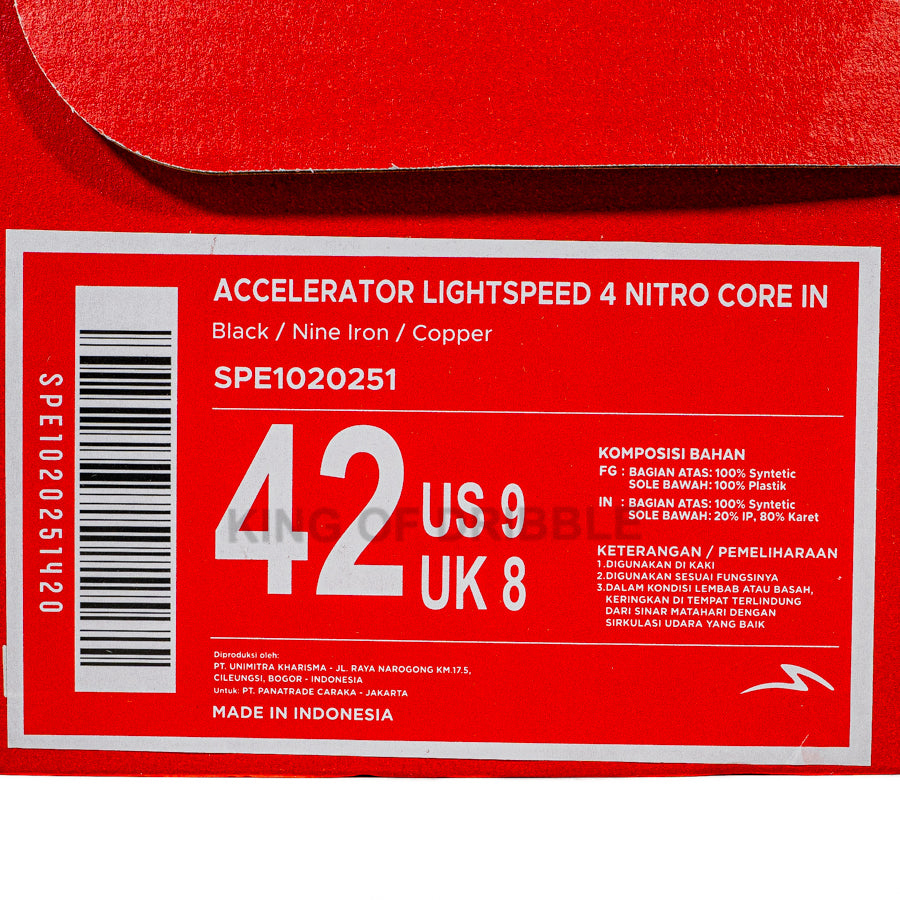 ACCELERATOR LIGHTSPEED 4 NITRO CORE IN
Black / Nine Iron / Copper
SPE1020251
SPE1020251420
42
US 9
UK 8
KING OF DRIBBLE
KOMPOSISI BAHAN
FG : BAGIAN ATAS: 100% Syntetic
SOLE BAWAH: 100% Plastik
IN : BAGIAN ATAS: 100% Syntetic
SOLE BAWAH: 20% IP, 80% Karet
KETERANGAN / PEMELIHARAAN
1.DIGUNAKAN DI KAKI
2.DIGUNAKAN SESUAI FUNGSINYA
3.DALAM KONDISI LEMBAB ATAU BASAH,
KERINGKAN DI TEMPAT TERLINDUNG
DARI SINAR MATAHARI DENGAN
SIRKULASI UDARA YANG BAIK
Diproduksi oleh:
PT. UNIMITRA KHARISMA - JL. RAYA NAROGONG KM.17.5,
CILEUNGSI, BOGOR - INDONESIA
Untuk: PT. PANATRADE CARAKA - JAKARTA
MADE IN INDONESIA